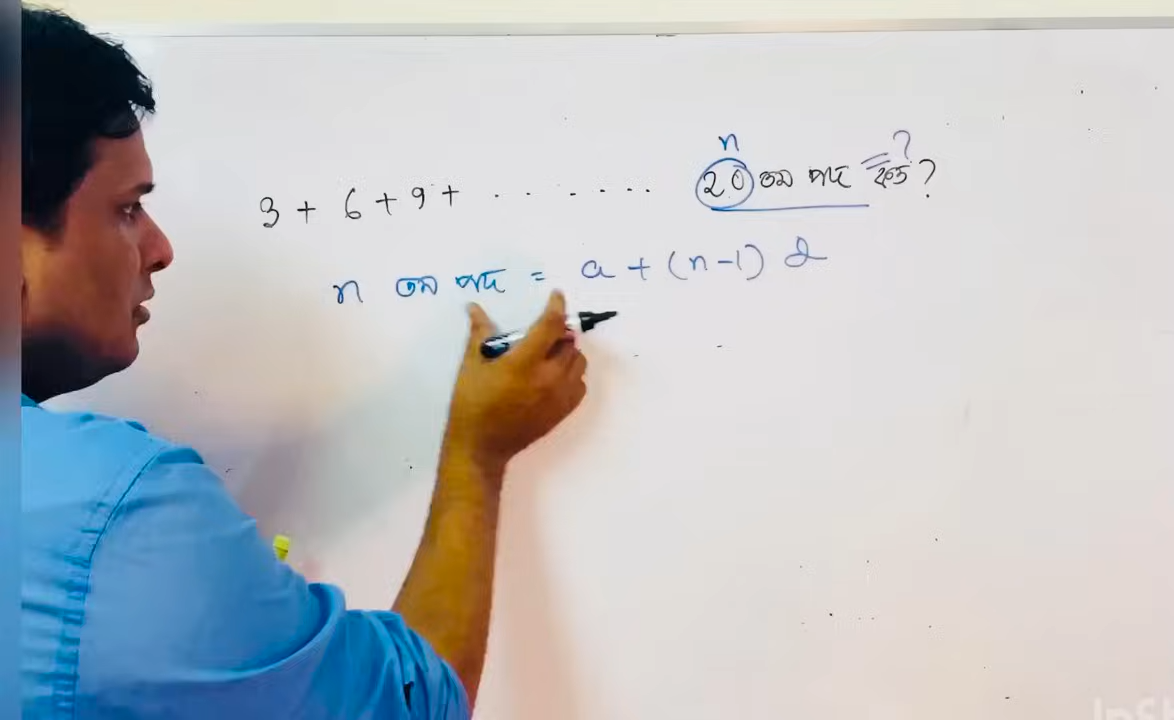 n ?
3 + 6 + 9 + . . . . . . . 20 তম পদ = কত ?
n তম পদ = a + (n-1) d